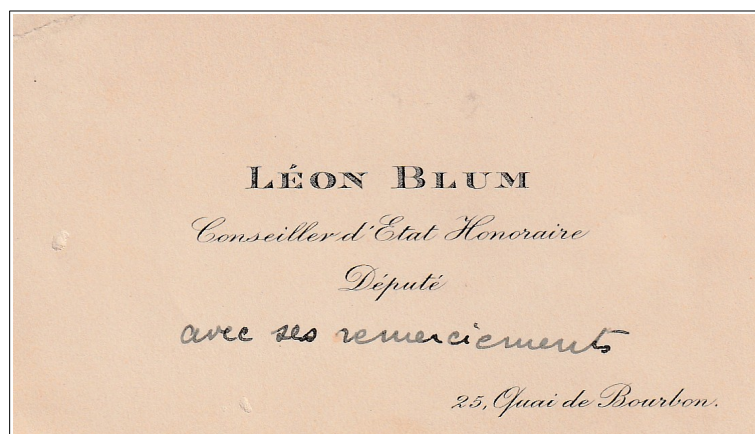 LÉON BLUM
Conseiller d'Etat Honoraire
Député
avec ses remerciements
25, Quai de Bourbon.